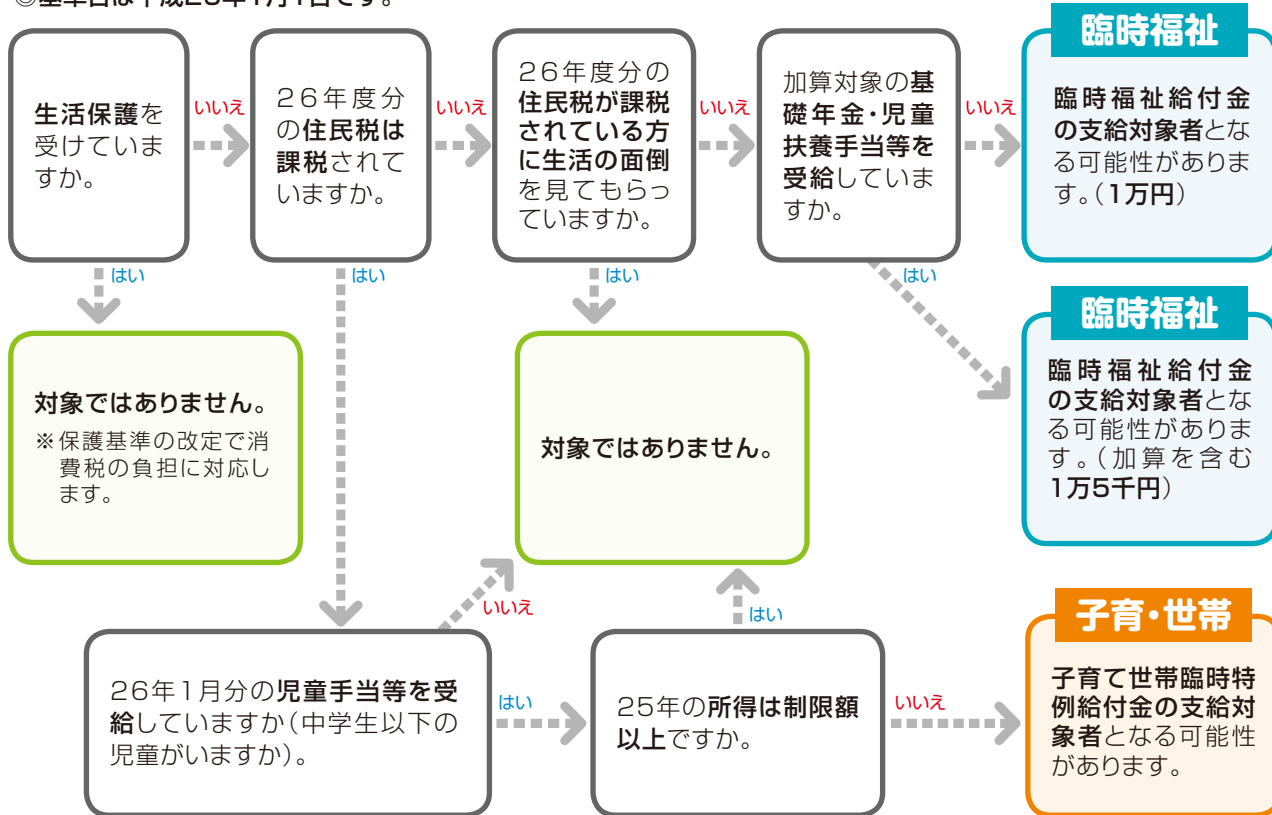 生活保護を
受けていま
すか。
いいえ
はい
26年度分
の住民税は
課税されて
いますか。
いいえ
はい
26年度分の
住民税が課税
されている方
に生活の面倒
を見てもらっ
ていますか。
いいえ
はい
加算対象の基
礎年金・児童
扶養手当等を
受給していま
すか。
いいえ
はい
臨時福祉
臨時福祉給付金
の支給対象者とな
る可能性がありま
す。（1万円）
臨時福祉
臨時福祉給付金
の支給対象者とな
る可能性がありま
す。（加算を含む
1万5千円）
対象ではありません。
※保護基準の改定で消
費税の負担に対応し
ます。
対象ではありません。
26年1月分の児童手当等を受
給していますか（中学生以下の
児童がいますか）。
いいえ
はい
25年の所得は制限額
以上ですか。
はい
いいえ
子育・世帯
子育て世帯臨時特
例給付金の支給対
象者となる可能性
があります。